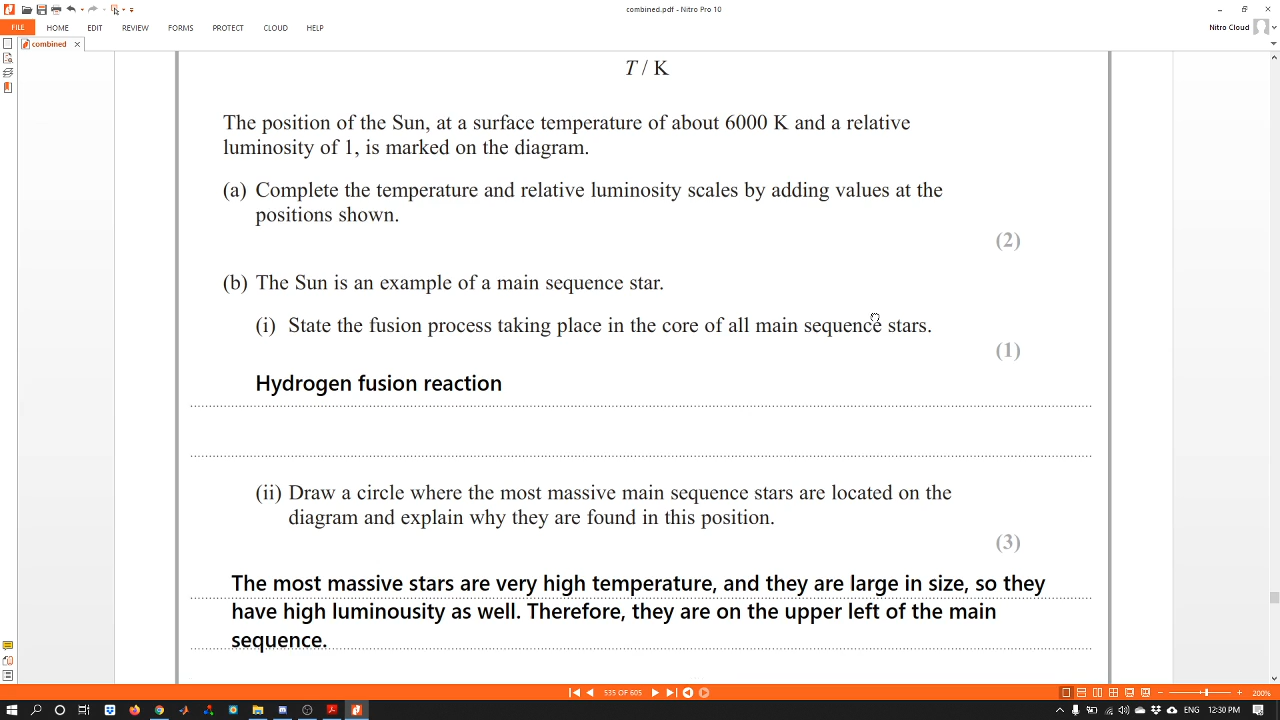 combined.pdf - Nitro Pro 10
FILE HOME EDIT REVIEW FORMS PROTECT CLOUD HELP Nitro Cloud
combined
T / K
The position of the Sun, at a surface temperature of about 6000 K and a relative
luminosity of 1, is marked on the diagram.
(a) Complete the temperature and relative luminosity scales by adding values at the
positions shown.
(2)
(b) The Sun is an example of a main sequence star.
(i) State the fusion process taking place in the core of all main sequence stars.
(1)
Hydrogen fusion reaction
(ii) Draw a circle where the most massive main sequence stars are located on the
diagram and explain why they are found in this position.
(3)
The most massive stars are very high temperature, and they are large in size, so they
have high luminousity as well. Therefore, they are on the upper left of the main
sequence.
535 OF 605
200%
ENG 12:30 PM